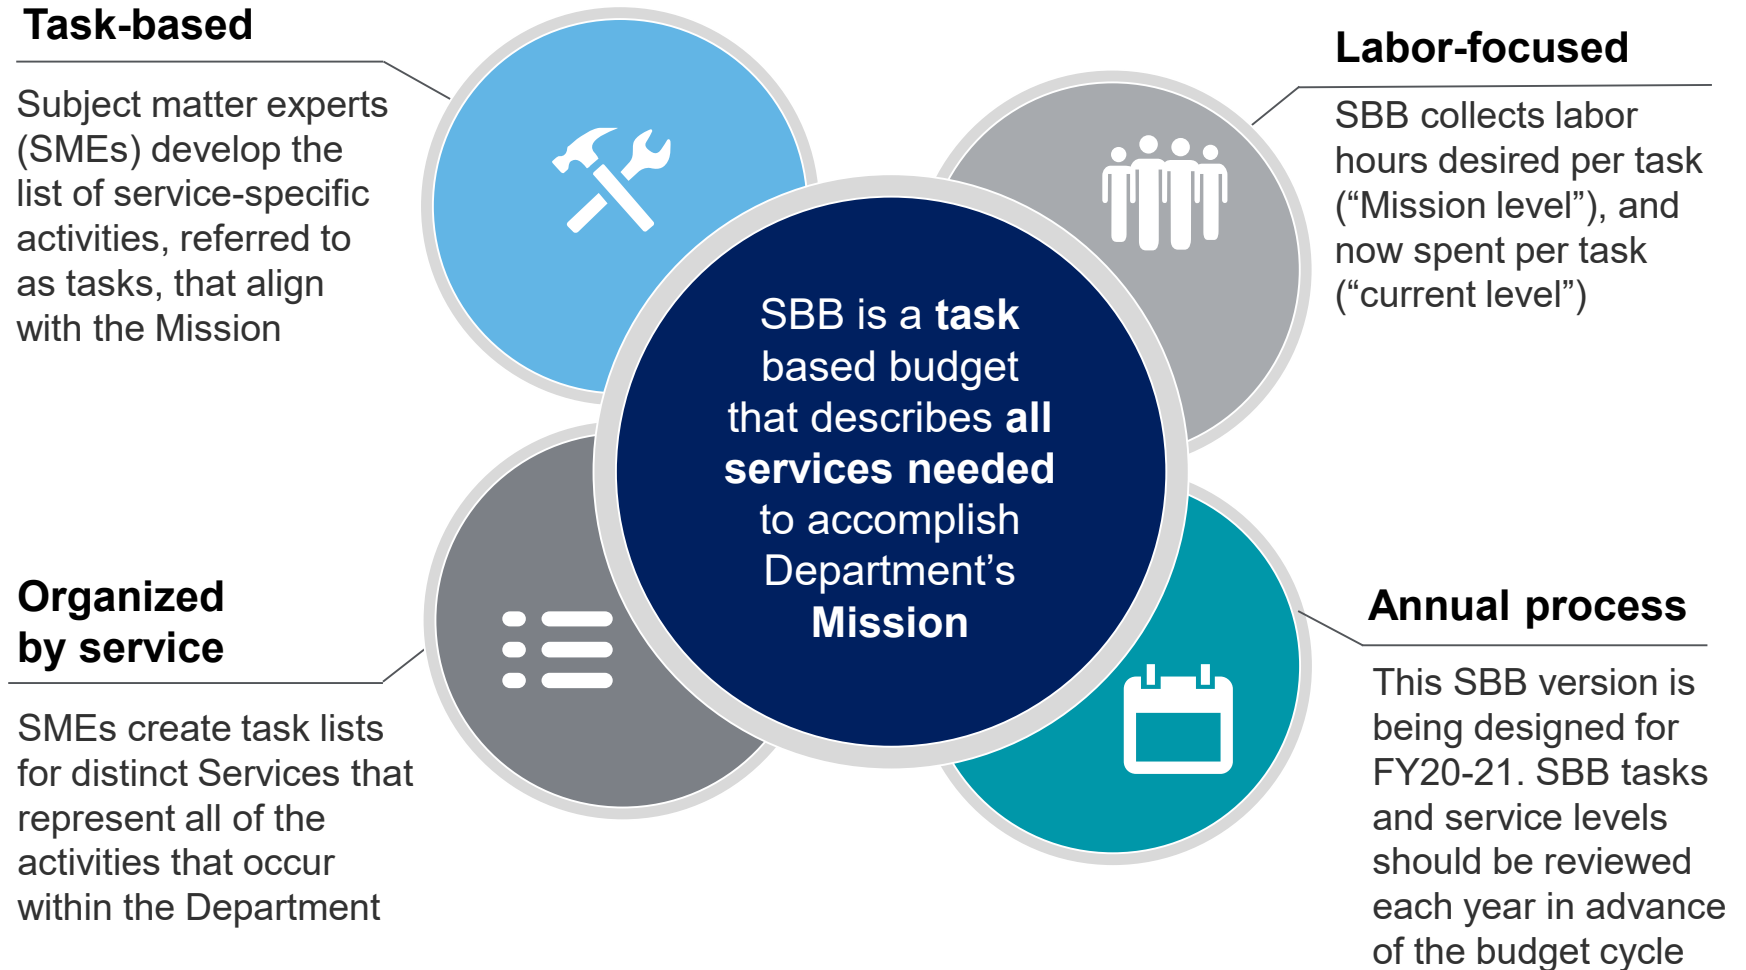 Task-based
Subject matter experts
(SMEs) develop the
list of service-specific
activities, referred to
as tasks, that align
with the Mission
Labor-focused
SBB collects labor
hours desired per task
(“Mission level”), and
now spent per task
(“current level”)
SBB is a task
based budget
that describes all
services needed
to accomplish
Department’s
Mission
Organized
by service
SMEs create task lists
for distinct Services that
represent all of the
activities that occur
within the Department
Annual process
This SBB version is
being designed for
FY20-21. SBB tasks
and service levels
should be reviewed
each year in advance
of the budget cycle